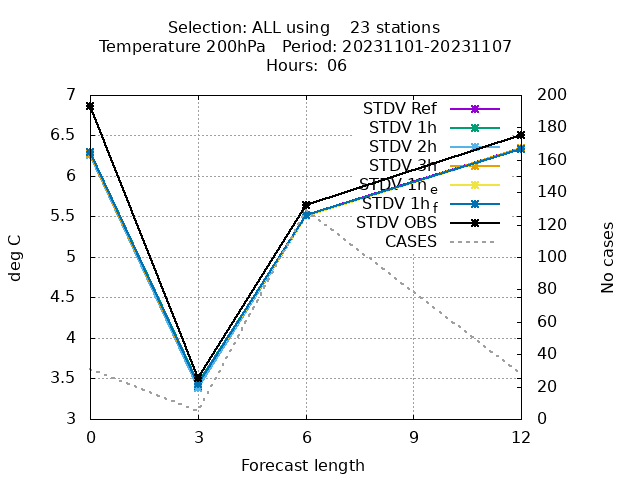 Selection: ALL using 23 stations
Temperature 200hPa Period: 20231101-20231107
Hours: 06
7
6.5
6
5.5
5
4.5
4
3.5
3
deg C
STDV Ref
STDV 1h
STDV 2h
STDV 3h
STDV 1h e
STDV 1h f
STDV OBS
CASES
200
180
160
140
120
100
80
60
40
20
0
No cases
0 3 6 9 12
Forecast length